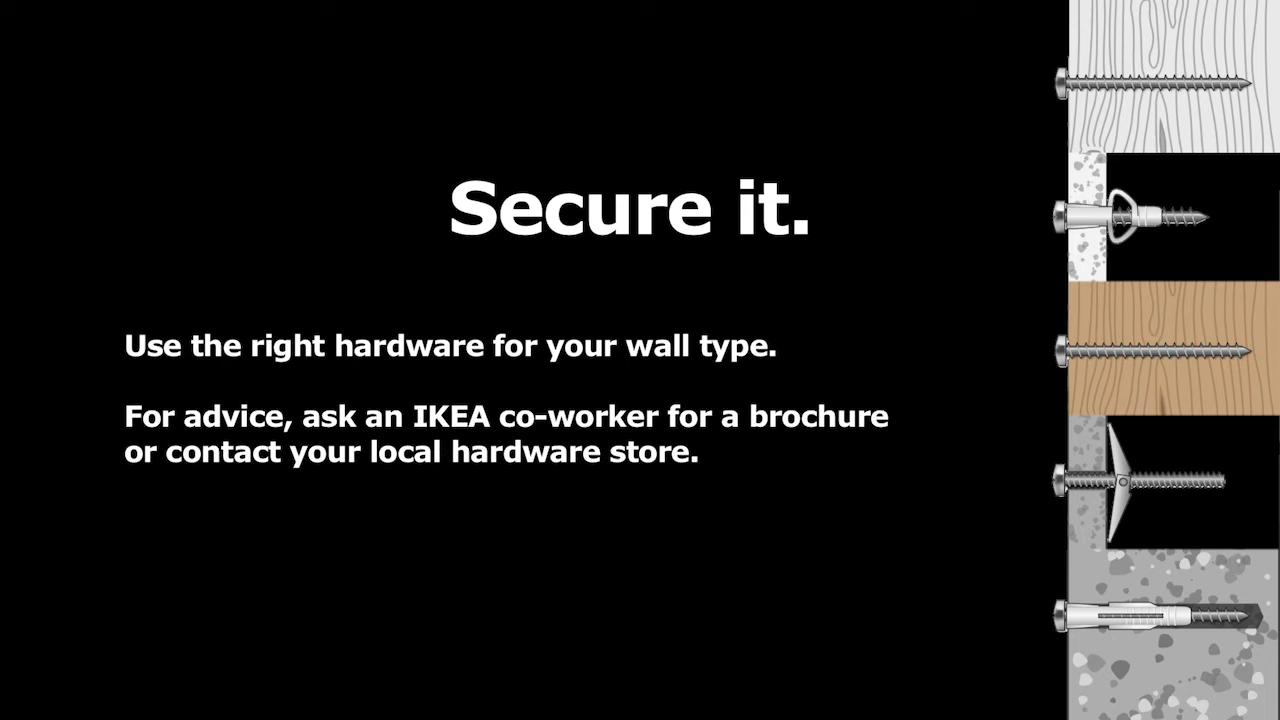 Secure it.
Use the right hardware for your wall type.
For advice, ask an IKEA co-worker for a brochure
or contact your local hardware store.